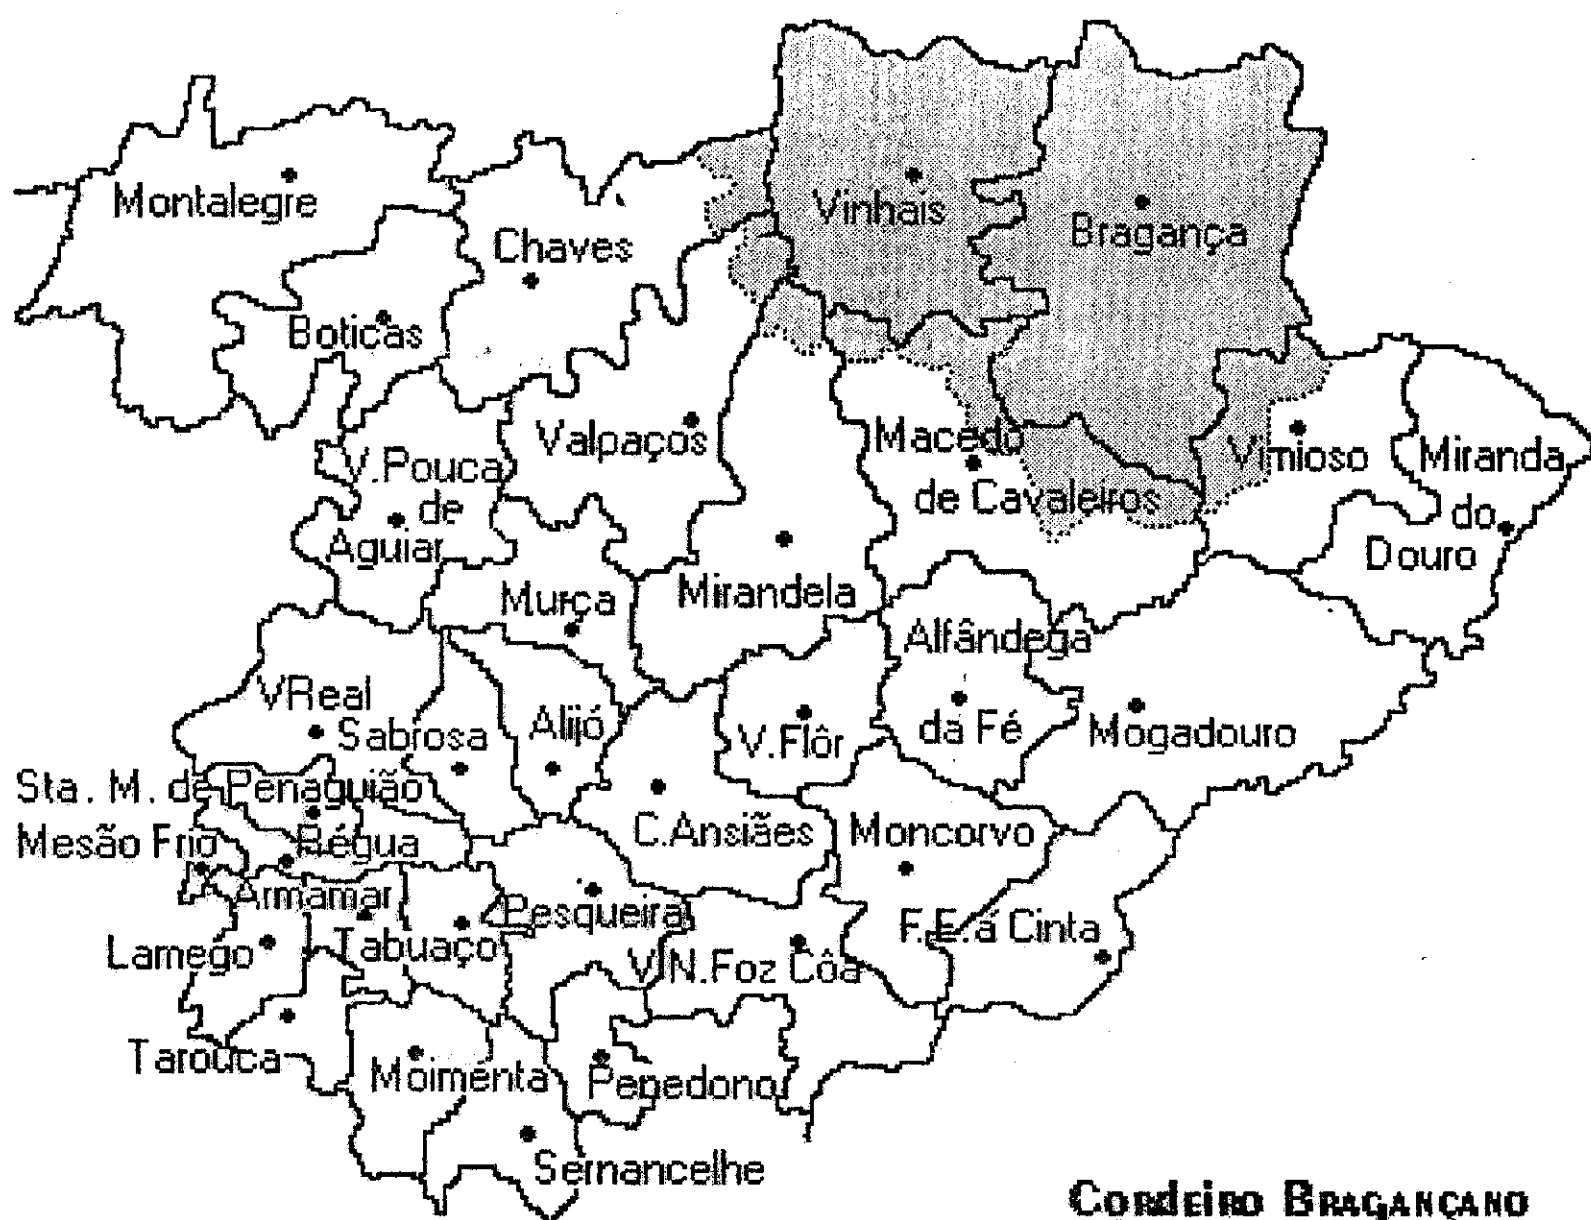 Montalegre
Vinhais
Bragança
Chaves
Boticas
Valpaços
Macedo
de Cavaleiros
Vimioso
Miranda
do
Douro
V.Pouca
de
Aguiar
Murça
Mirandela
Alfândega
da Fé
VReal
Sabrosa
Alijó
V.Flôr
Mogadouro
Sta. M. de Penaguião
Mesão Frio
Régua
C.Ansiães
Moncorvo
Armamar
Pesqueira
F.E.á Cinta
Lamego
Tabuaço
V.N.Foz Côa
Tarouca
Moimenta
Penedono
Sernancelhe
CORDEIRO BRAGANÇANO